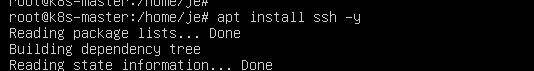 root@k8s-master:/home/je#
root@k8s-master:/home/je# apt install ssh -y
Reading package lists... Done
Building dependency tree
Reading state information... Done